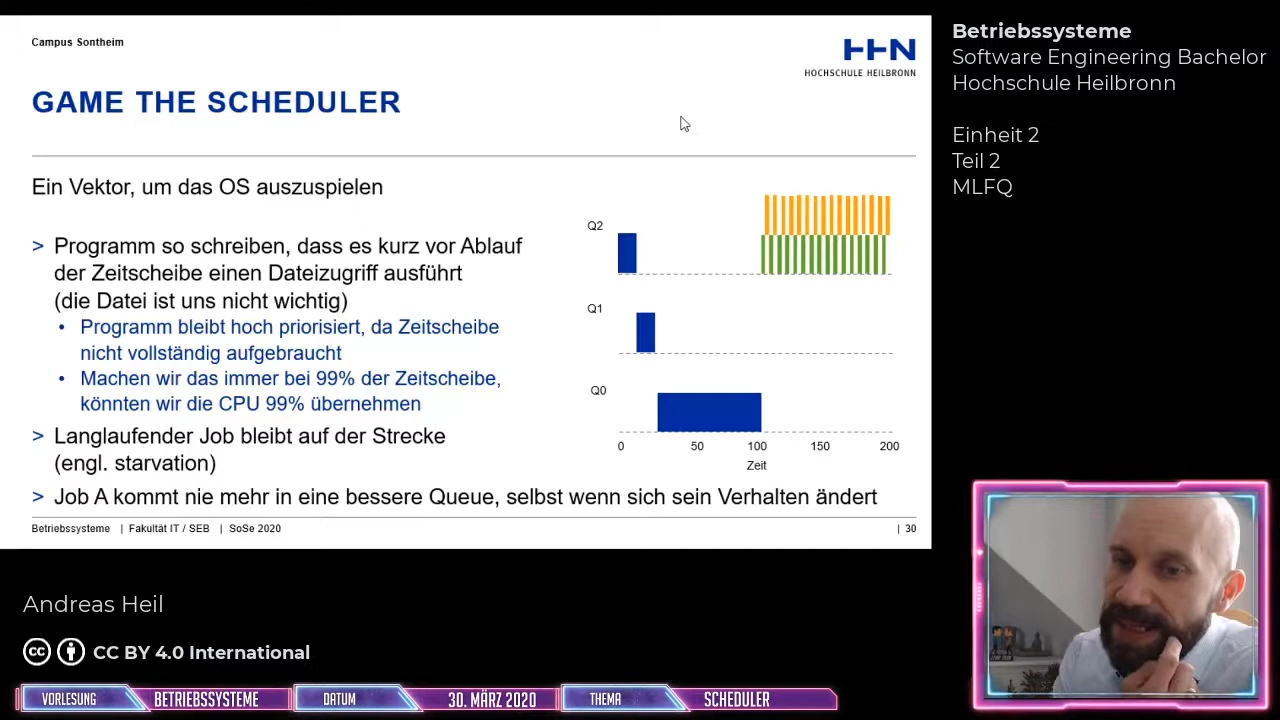 Campus Sontheim
HHN
HOCHSCHULE HEILBRONN
GAME THE SCHEDULER
Ein Vektor, um das OS auszuspielen
> Programm so schreiben, dass es kurz vor Ablauf
der Zeitscheibe einen Dateizugriff ausführt
(die Datei ist uns nicht wichtig)
• Programm bleibt hoch priorisiert, da Zeitscheibe
nicht vollständig aufgebraucht
• Machen wir das immer bei 99% der Zeitscheibe,
könnten wir die CPU 99% übernehmen
> Langlaufender Job bleibt auf der Strecke
(engl. starvation)
> Job A kommt nie mehr in eine bessere Queue, selbst wenn sich sein Verhalten ändert
Q2
Q1
Q0
0 50 100 150 200
Zeit
Betriebssysteme | Fakultät IT / SEB | SoSe 2020 | 30
Betriebssysteme
Software Engineering Bachelor
Hochschule Heilbronn
Einheit 2
Teil 2
MLFQ
Andreas Heil
cc CC BY 4.0 International
VORLESUNG BETRIEBSSYSTEME DATUM 30. MÄRZ 2020 THEMA SCHEDULER